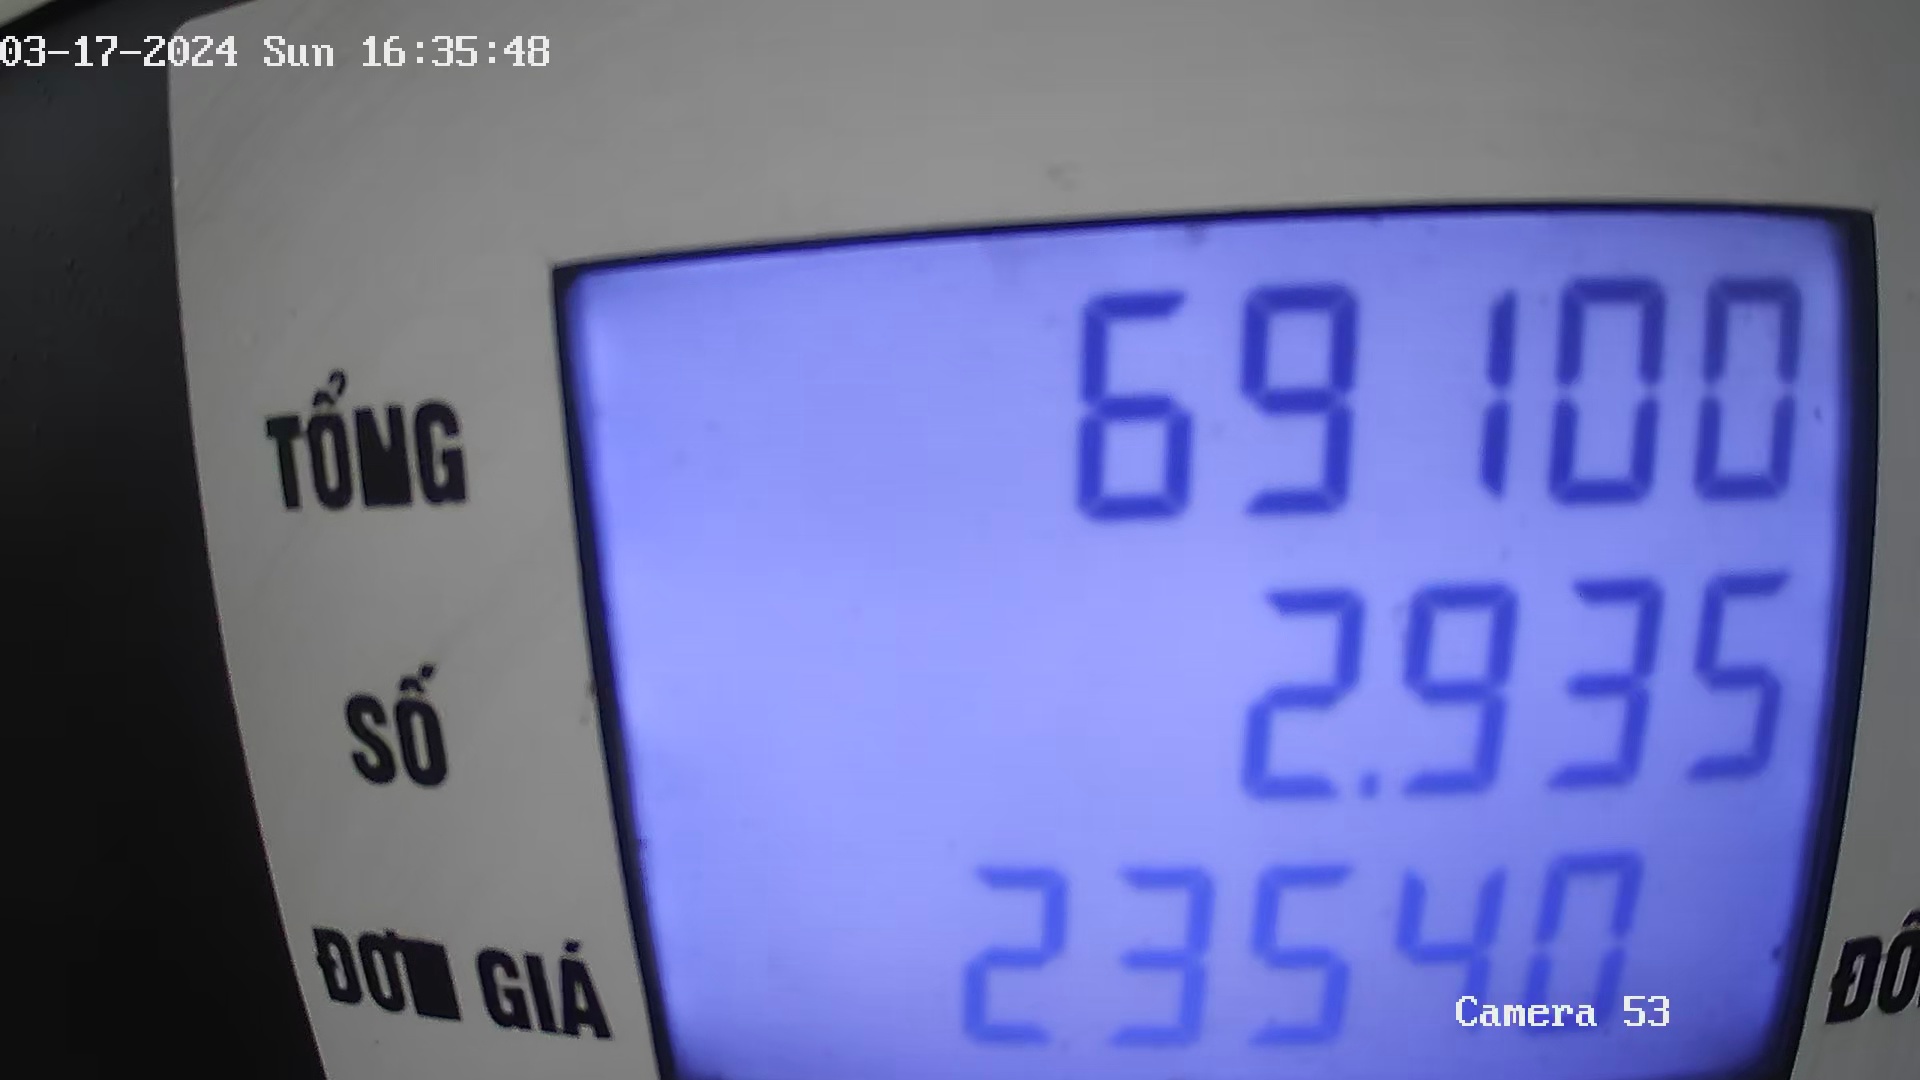 03-17-2024 Sun 16:35:48
TỔNG 69100
SỐ 2.935
ĐƠN GIÁ 23540
Camera 53